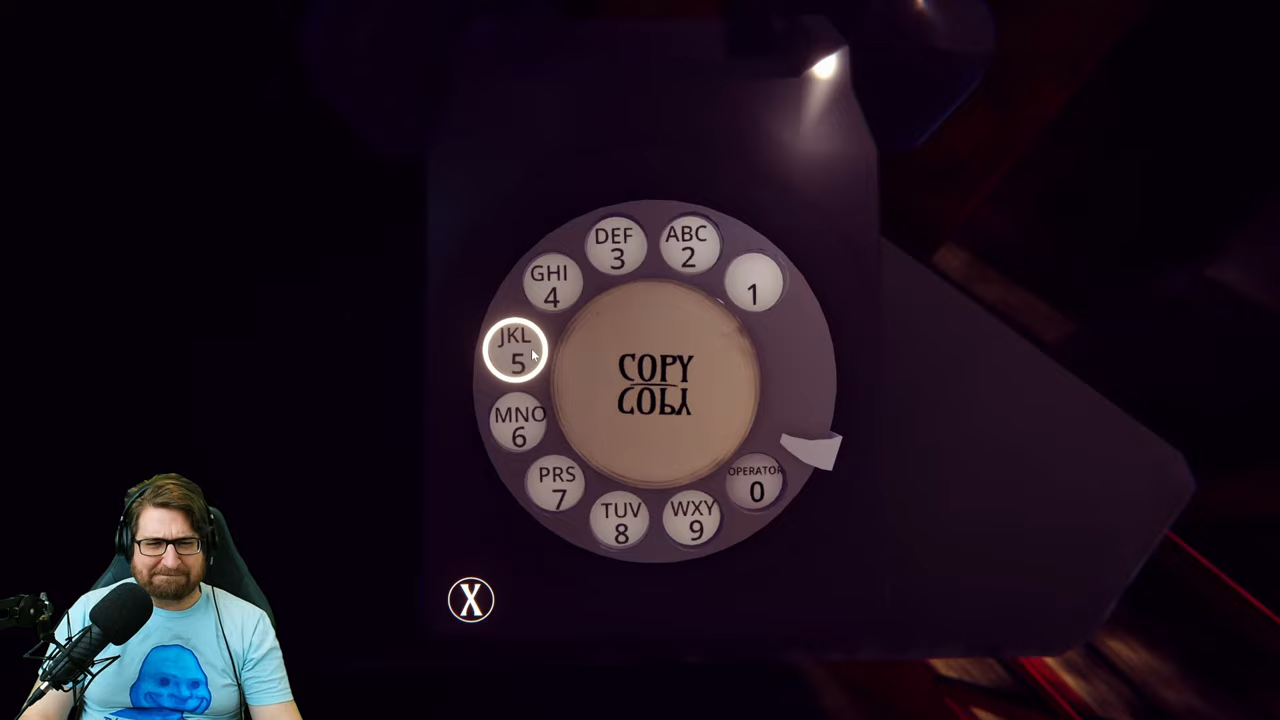 DEF
3
ABC
2
GHI
4
1
JKL
5
MNO
6
PRS
7
TUV
8
WXY
9
OPERATOR
0
COPY
COPY
X